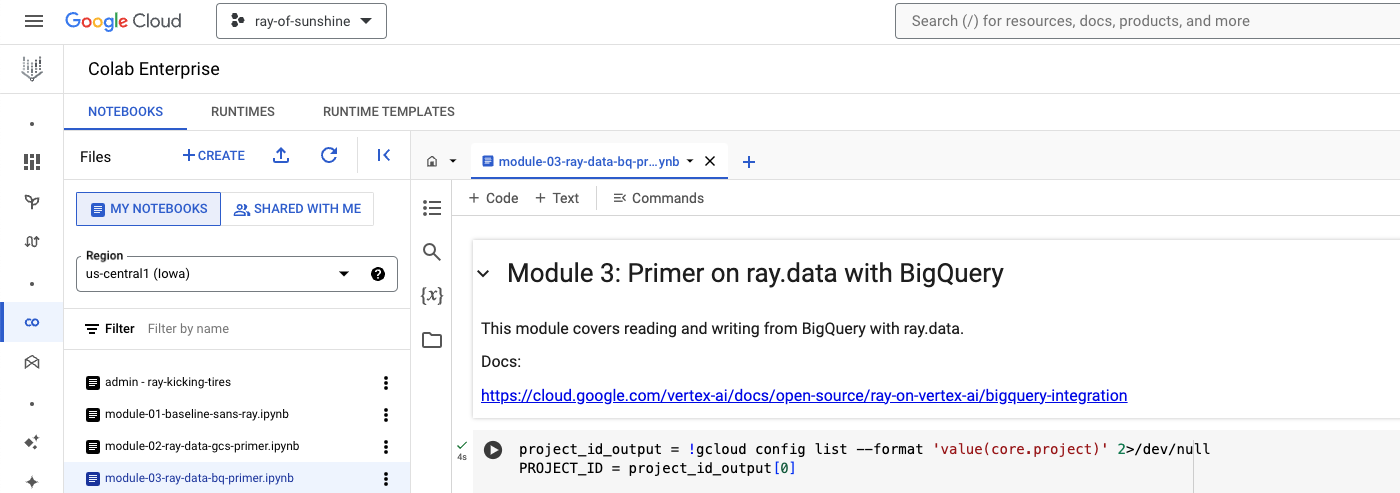 Google Cloud
ray-of-sunshine
Search (/) for resources, docs, products, and more
Colab Enterprise
NOTEBOOKS RUNTIMES RUNTIME TEMPLATES
Files
+ CREATE
module-03-ray-data-bq-pr...ynb
MY NOTEBOOKS
SHARED WITH ME
Region
us-central1 (Iowa)
Filter Filter by name
admin - ray-kicking-tires
module-01-baseline-sans-ray.ipynb
module-02-ray-data-gcs-primer.ipynb
module-03-ray-data-bq-primer.ipynb
+ Code + Text Commands
{x}
Module 3: Primer on ray.data with BigQuery
This module covers reading and writing from BigQuery with ray.data.
Docs:
https://cloud.google.com/vertex-ai/docs/open-source/ray-on-vertex-ai/bigquery-integration
4s
project_id_output = !gcloud config list --format 'value(core.project)' 2>/dev/null
PROJECT_ID = project_id_output[0]